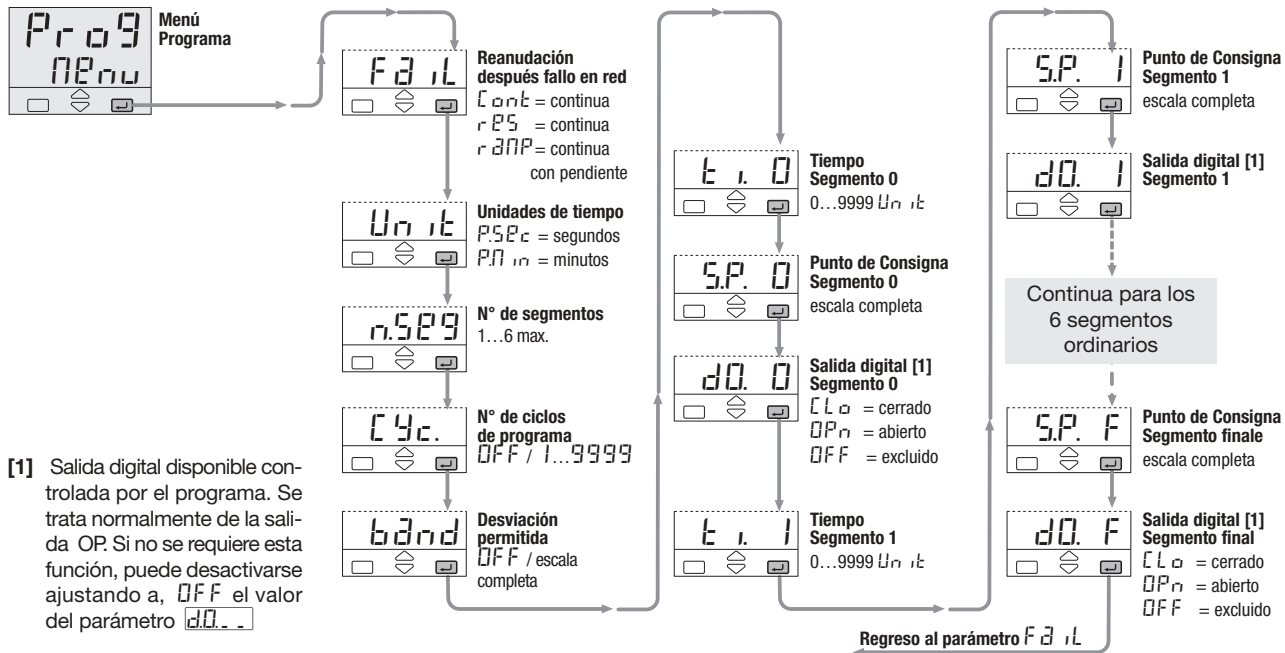 Prog
Menu
Menú
Programa
FaiL
Reanudación
después fallo en red
Cont = continua
reS = continua
raMP = continua
con pendiente
Unit
Unidades de tiempo
P.SEc = segundos
P.Min = minutos
n.SEg
N° de segmentos
1…6 max.
CYc.
N° de ciclos
de programa
OFF / 1...9999
band
Desviación
permitida
OFF / escala
completa
[1] Salida digital disponible con-
trolada por el programa. Se
trata normalmente de la sali-
da OP. Si no se requiere esta
función, puede desactivarse
ajustando a, OFF el valor
del parámetro d.O._ _
ti. 0
Tiempo
Segmento 0
0…9999 Unit
S.P. 0
Punto de Consigna
Segmento 0
escala completa
dO. 0
Salida digital [1]
Segmento 0
CLo = cerrado
OPn = abierto
OFF = excluido
ti. 1
Tiempo
Segmento 1
0…9999 Unit
S.P. 1
Punto de Consigna
Segmento 1
escala completa
dO. 1
Salida digital [1]
Segmento 1
Continua para los
6 segmentos
ordinarios
S.P. F
Punto de Consigna
Segmento finale
escala completa
dO. F
Salida digital [1]
Segmento final
CLo = cerrado
OPn = abierto
OFF = excluido
Regreso al parámetro FaiL